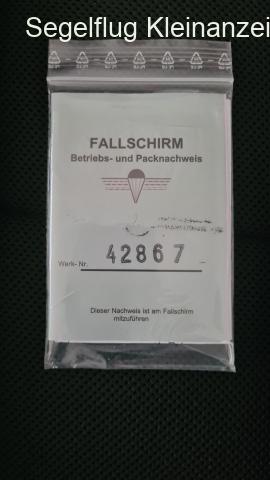 Segelflug Kleinanzei
FALLSCHIRM
Betriebs- und Packnachweis
42867
Werk- Nr.
Dieser Nachweis ist am Fallschirm
mitzuführen